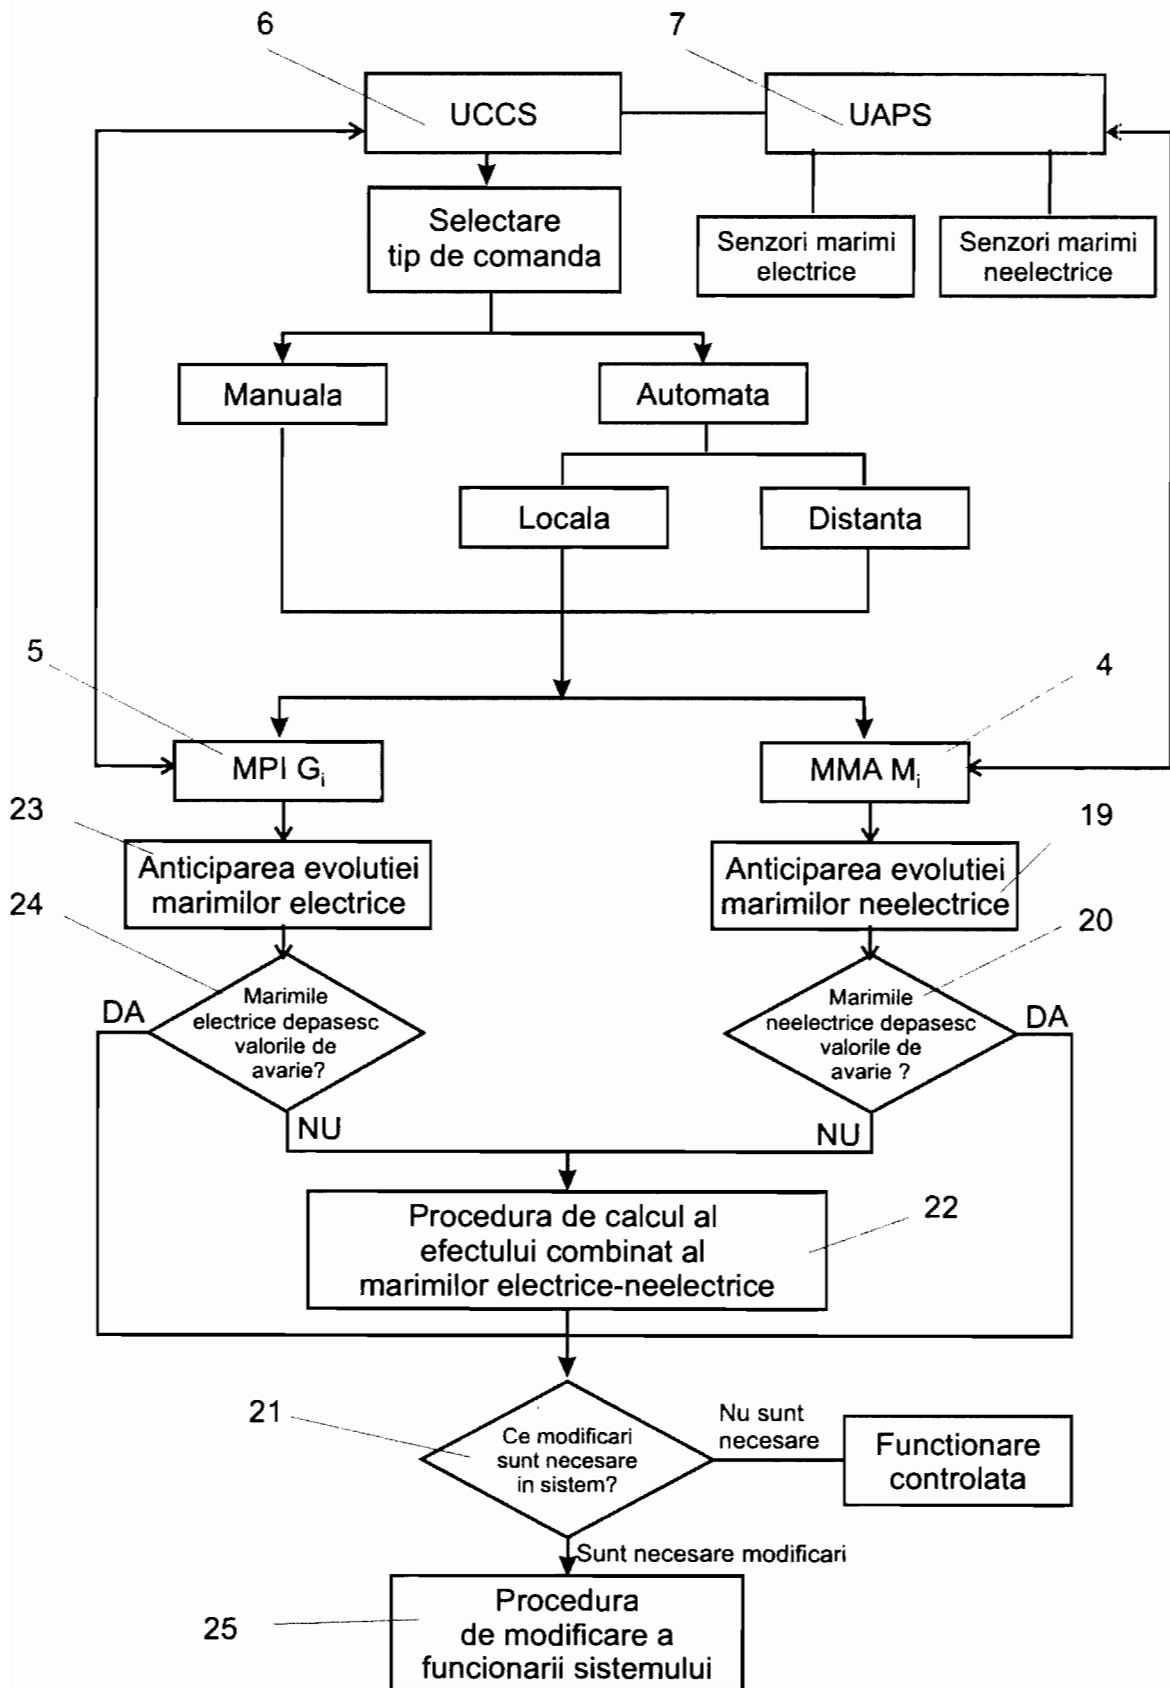 6
7
UCCS
UAPS
Selectare
tip de comanda
Senzori marimi
electrice
Senzori marimi
neelectrice
Manuala
Automata
Locala
Distanta
5
4
MPI Gi
MMA Mi
23
19
Anticiparea evolutiei
marimilor electrice
Anticiparea evolutiei
marimilor neelectrice
24
20
DA
Marimile
electrice depasesc
valorile de
avarie?
Marimile
neelectrice depasesc
valorile de
avarie ?
DA
NU
NU
Procedura de calcul al
efectului combinat al
marimilor electrice-neelectrice
22
21
Ce modificari
sunt necesare
in sistem?
Nu sunt
necesare
Functionare
controlata
Sunt necesare modificari
Procedura
de modificare a
funcionarii sistemului
25